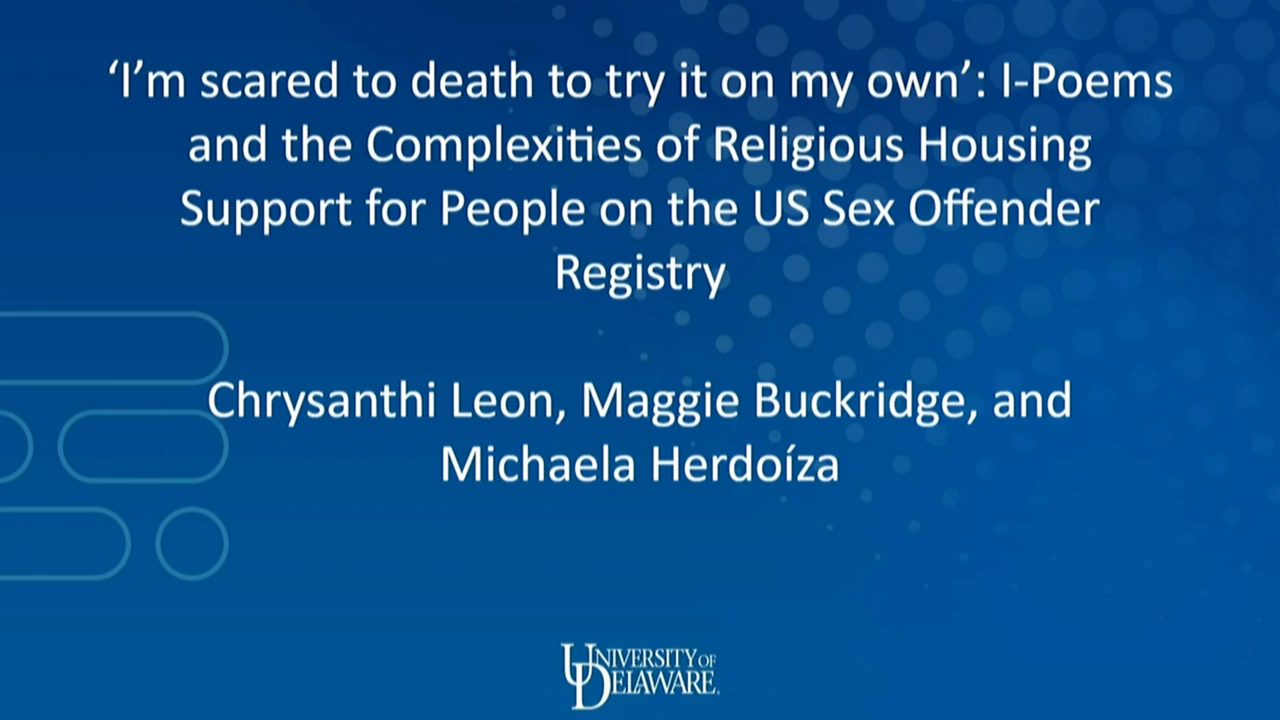 ‘I’m scared to death to try it on my own’: I-Poems
and the Complexities of Religious Housing
Support for People on the US Sex Offender
Registry
Chrysanthi Leon, Maggie Buckridge, and
Michaela Herdoíza
UNIVERSITY OF
DELAWARE.